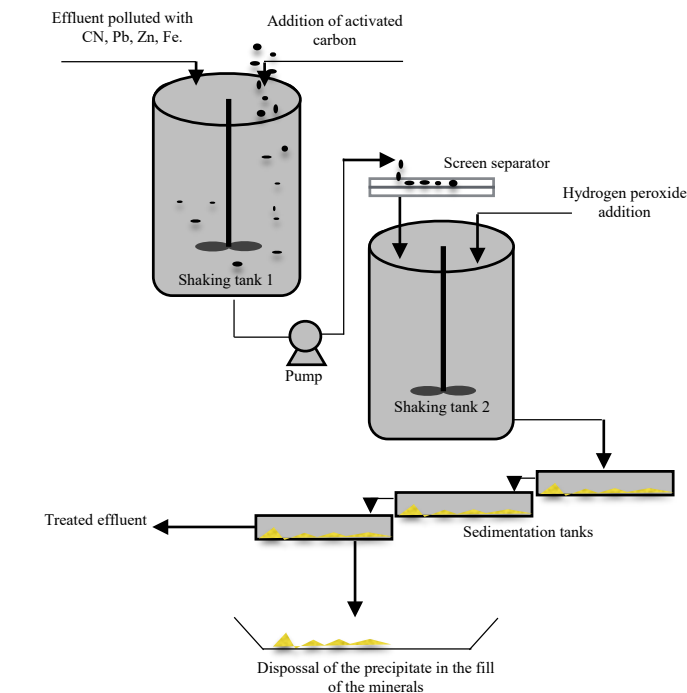 Effluent polluted with
CN, Pb, Zn, Fe.
Addition of activated
carbon
Screen separator
Hydrogen peroxide
addition
Shaking tank 1
Pump
Shaking tank 2
Treated effluent
Sedimentation tanks
Dispossal of the precipitate in the fill
of the minerals